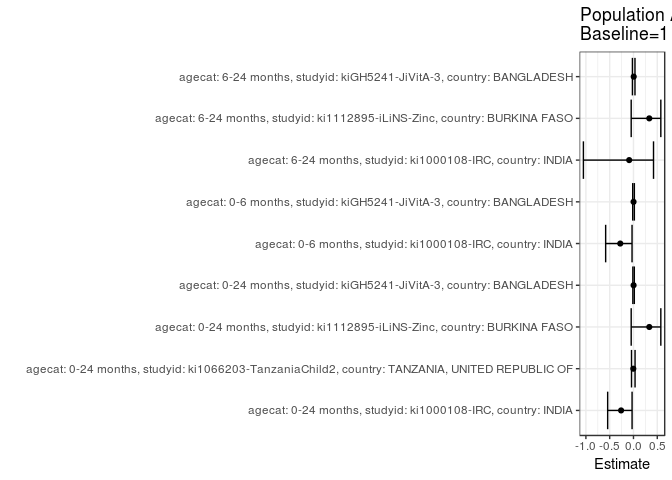 Population A
Baseline=1
agecat: 6-24 months, studyid: kiGH5241-JiVitA-3, country: BANGLADESH
agecat: 6-24 months, studyid: ki1112895-iLiNS-Zinc, country: BURKINA FASO
agecat: 6-24 months, studyid: ki1000108-IRC, country: INDIA
agecat: 0-6 months, studyid: kiGH5241-JiVitA-3, country: BANGLADESH
agecat: 0-6 months, studyid: ki1000108-IRC, country: INDIA
agecat: 0-24 months, studyid: kiGH5241-JiVitA-3, country: BANGLADESH
agecat: 0-24 months, studyid: ki1112895-iLiNS-Zinc, country: BURKINA FASO
agecat: 0-24 months, studyid: ki1066203-TanzaniaChild2, country: TANZANIA, UNITED REPUBLIC OF
agecat: 0-24 months, studyid: ki1000108-IRC, country: INDIA
-1.0 -0.5 0.0 0.5
Estimate